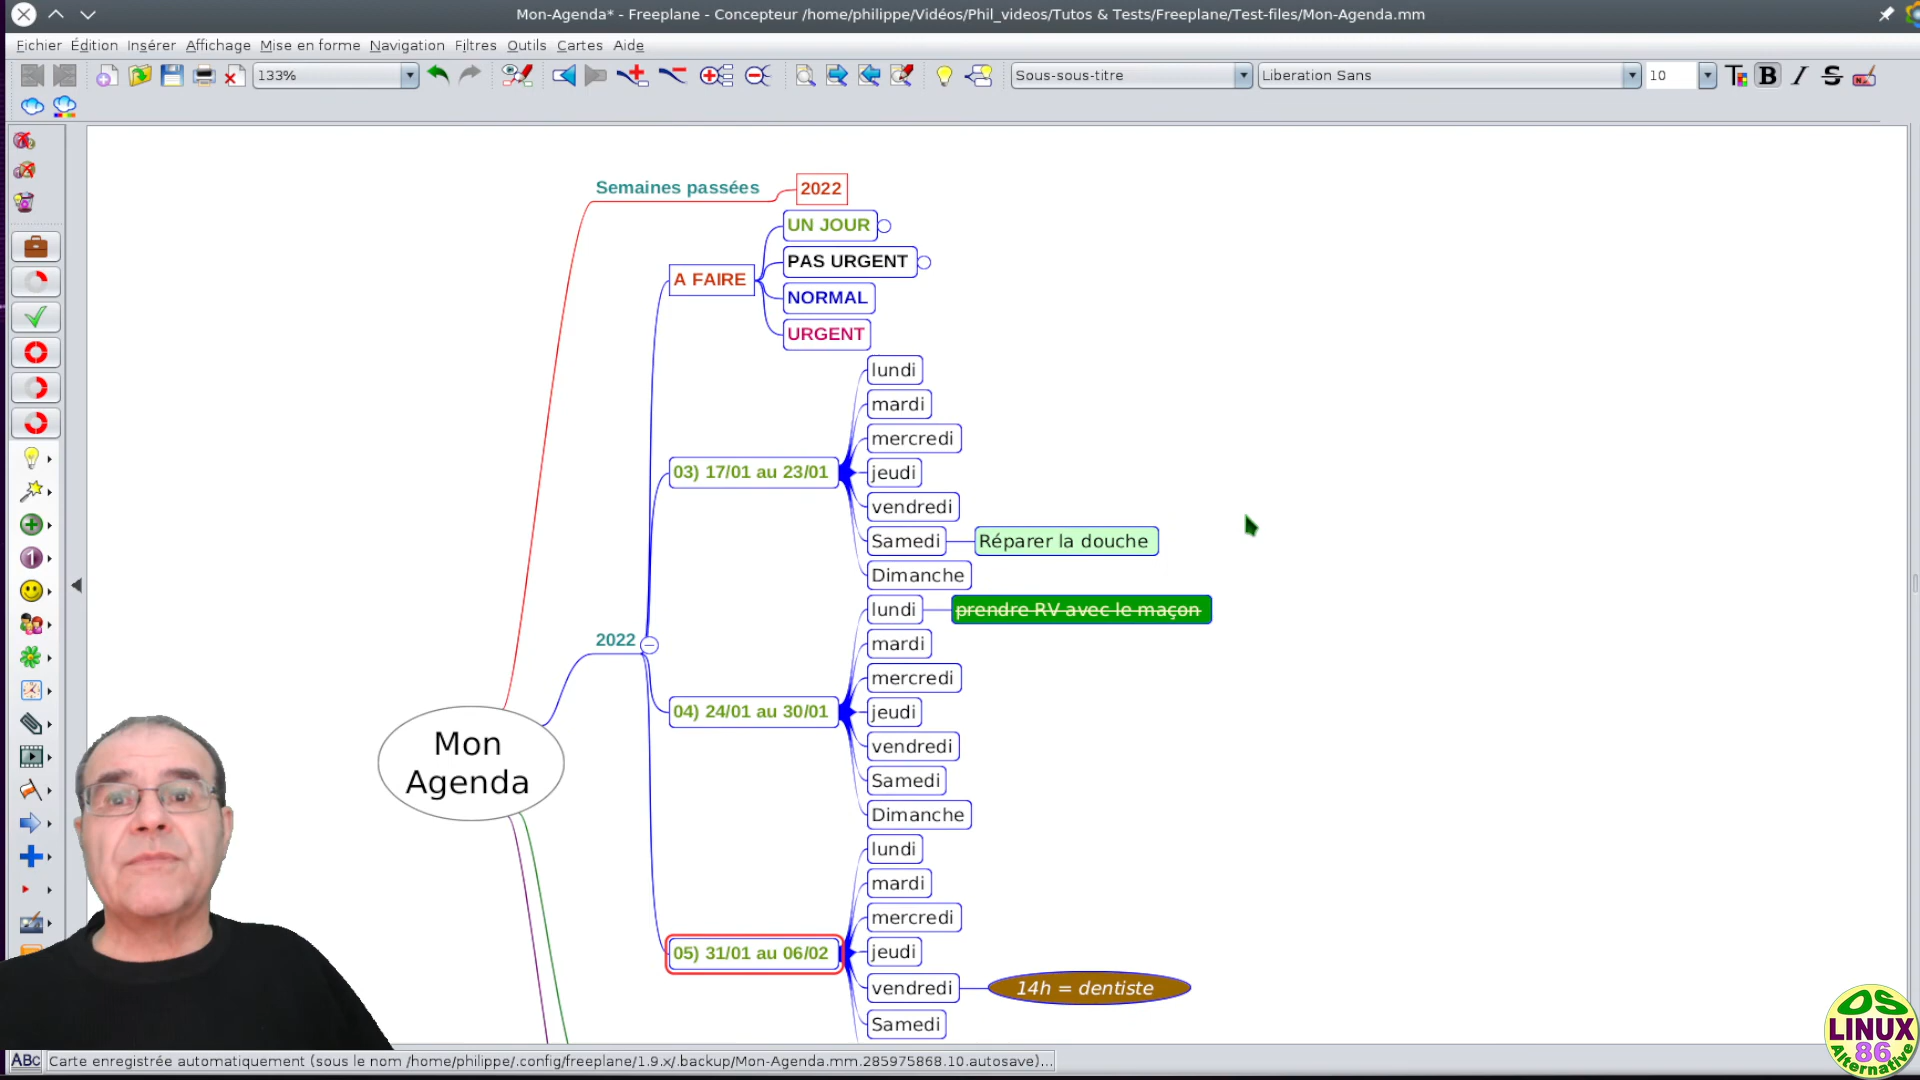 Mon-Agenda* - Freeplane - Concepteur /home/philippe/Vidéos/Phil_videos/Tutos & Tests/Freeplane/Test-files/Mon-Agenda.mm
Fichier Édition Insérer Affichage Mise en forme Navigation Filtres Outils Cartes Aide
133%
Sous-sous-titre
Liberation Sans
10
Semaines passées
2022
UN JOUR
PAS URGENT
A FAIRE
NORMAL
URGENT
lundi
mardi
mercredi
03) 17/01 au 23/01
jeudi
vendredi
Samedi
Réparer la douche
Dimanche
lundi
prendre RV avec le maçon
2022
mardi
mercredi
04) 24/01 au 30/01
jeudi
vendredi
Mon
Agenda
Samedi
Dimanche
lundi
mardi
mercredi
05) 31/01 au 06/02
jeudi
vendredi
14h = dentiste
Samedi
OS
LINUX
86
Alternative
ABC
Carte enregistrée automatiquement (sous le nom /home/philippe/.config/freeplane/1.9.x/.backup/Mon-Agenda.mm.285975868.10.autosave)...